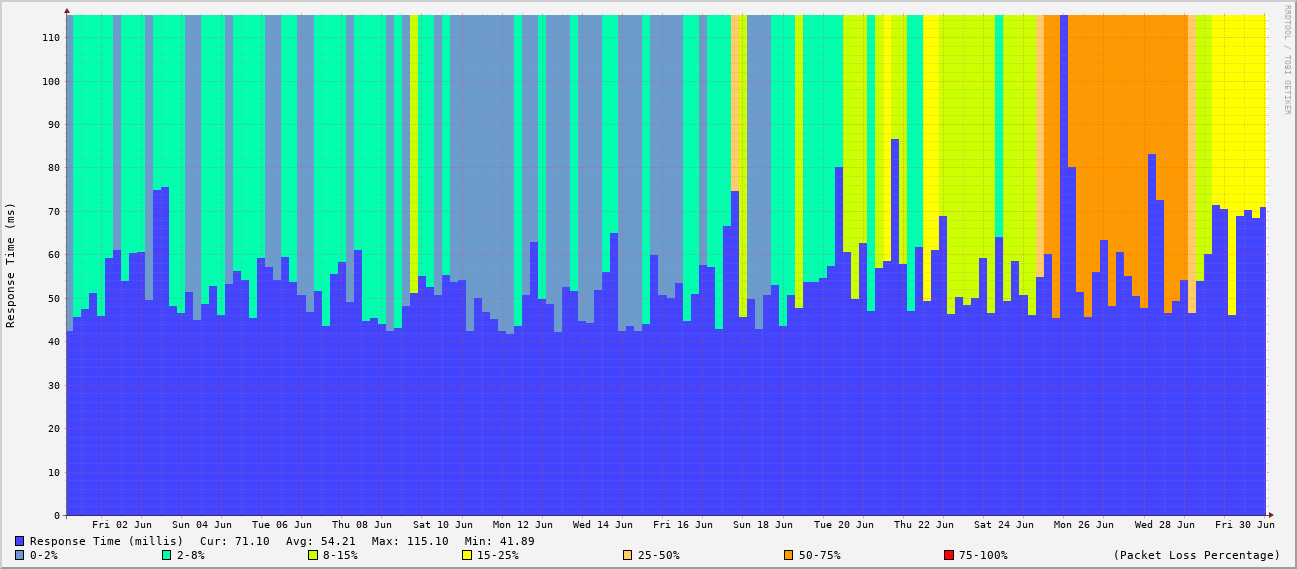 RRDTOOL / TOBI OETIKER
Response Time (ms)
110
100
90
80
70
60
50
40
30
20
10
0
Fri 02 Jun Sun 04 Jun Tue 06 Jun Thu 08 Jun Sat 10 Jun Mon 12 Jun Wed 14 Jun Fri 16 Jun Sun 18 Jun Tue 20 Jun Thu 22 Jun Sat 24 Jun Mon 26 Jun Wed 28 Jun Fri 30 Jun
Response Time (millis) Cur: 71.10 Avg: 54.21 Max: 115.10 Min: 41.89
0-2% 2-8% 8-15% 15-25% 25-50% 50-75% 75-100% (Packet Loss Percentage)